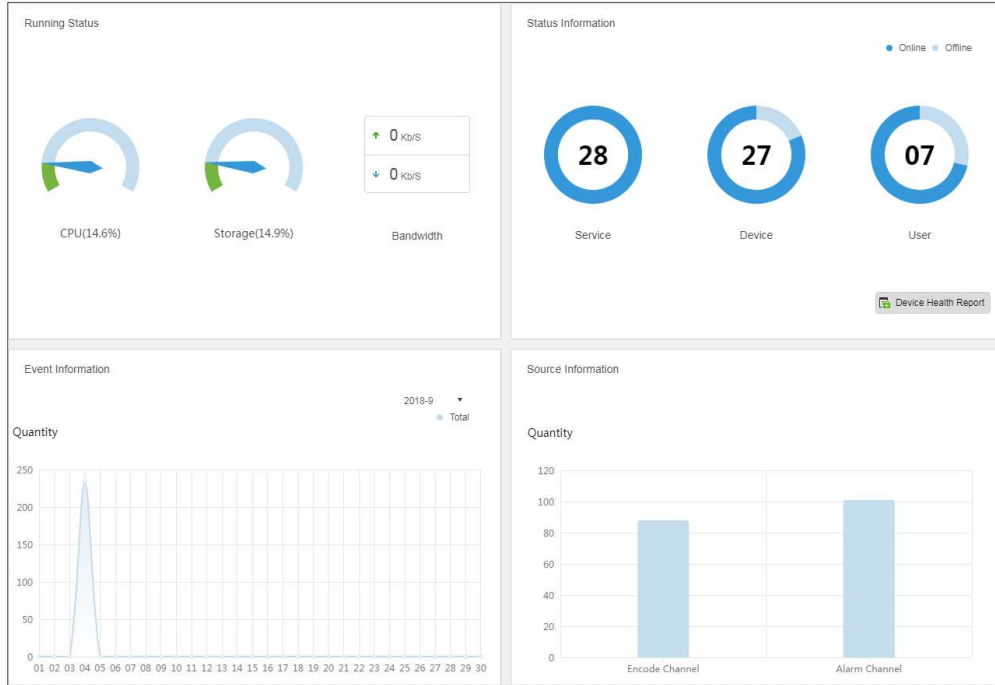 Running Status
0 Kb/S
0 Kb/S
CPU(14.6%)
Storage(14.9%)
Bandwidth
Status Information
Online Offline
28
27
07
Service
Device
User
Device Health Report
Event Information
2018-9
Total
Quantity
250
200
150
100
50
0
01 02 03 04 05 06 07 08 09 10 11 12 13 14 15 16 17 18 19 20 21 22 23 24 25 26 27 28 29 30
Source Information
Quantity
120
100
80
60
40
20
0
Encode Channel
Alarm Channel